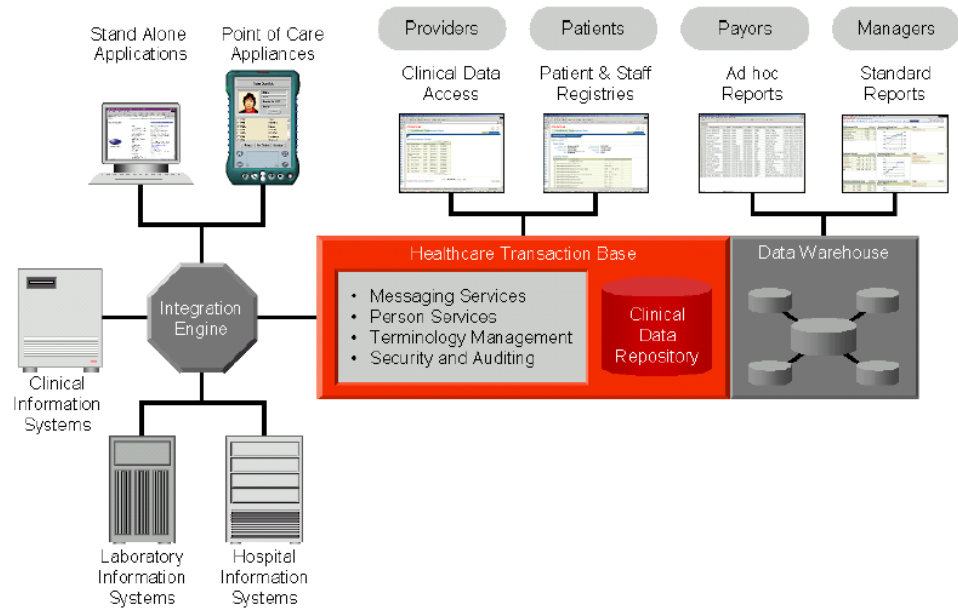 Stand Alone
Applications
Point of Care
Appliances
Providers
Patients
Payors
Managers
Clinical Data
Access
Patient & Staff
Registries
Ad hoc
Reports
Standard
Reports
Healthcare Transaction Base
Data Warehouse
• Messaging Services
• Person Services
• Terminology Management
• Security and Auditing
Clinical
Data
Repository
Integration
Engine
Clinical
Information
Systems
Laboratory
Information
Systems
Hospital
Information
Systems